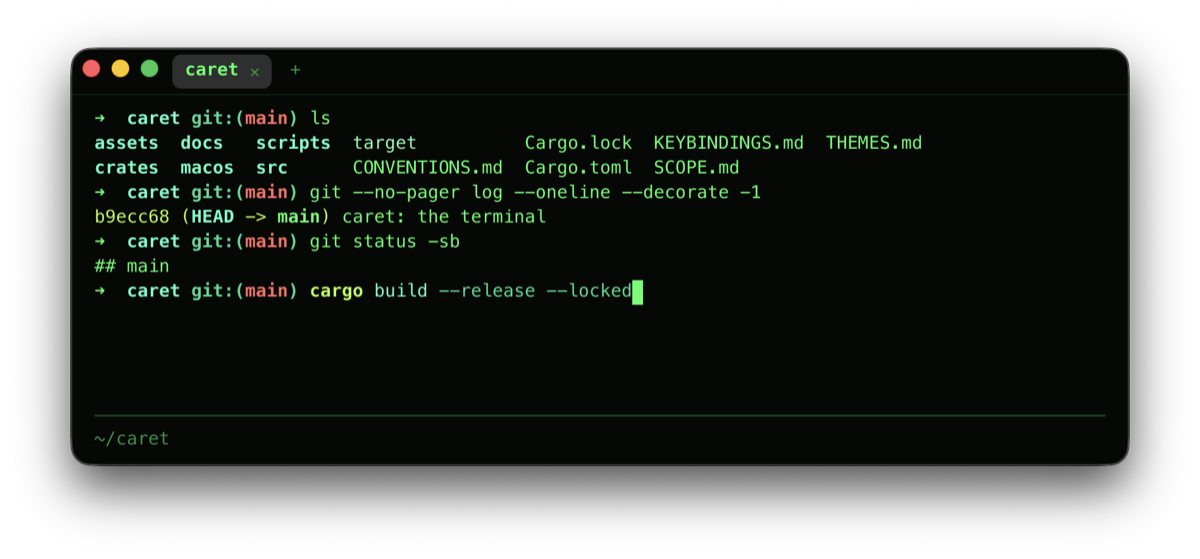 caret × +
➜  caret git:(main) ls
assets  docs   scripts  target          Cargo.lock  KEYBINDINGS.md  THEMES.md
crates  macos  src      CONVENTIONS.md  Cargo.toml  SCOPE.md
➜  caret git:(main) git --no-pager log --oneline --decorate -1
b9ecc68 (HEAD -> main) caret: the terminal
➜  caret git:(main) git status -sb
## main
➜  caret git:(main) cargo build --release --locked
~/caret